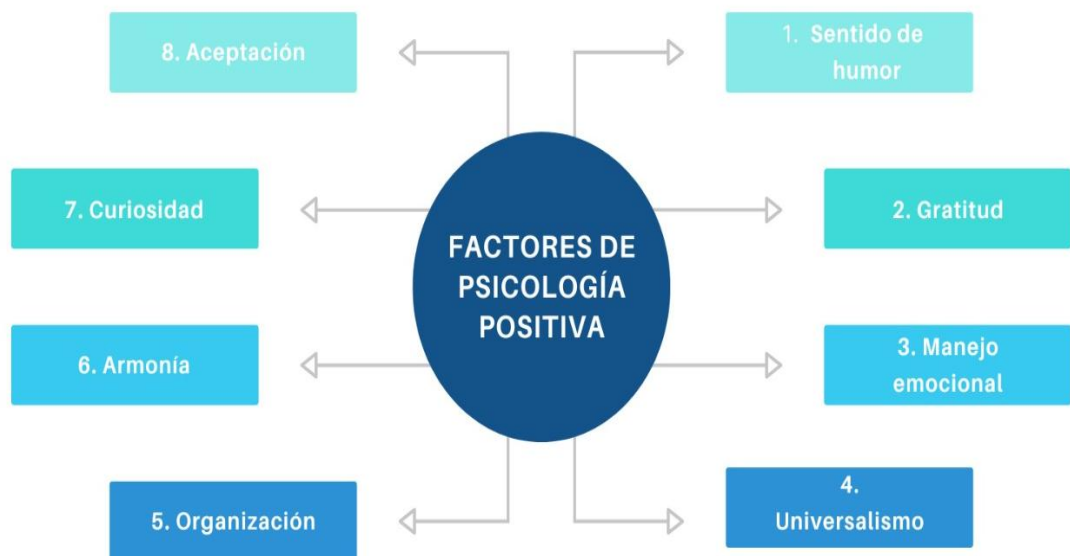 FACTORES DE
PSICOLOGÍA
POSITIVA
1. Sentido de
humor
2. Gratitud
3. Manejo
emocional
4.
Universalismo
5. Organización
6. Armonía
7. Curiosidad
8. Aceptación